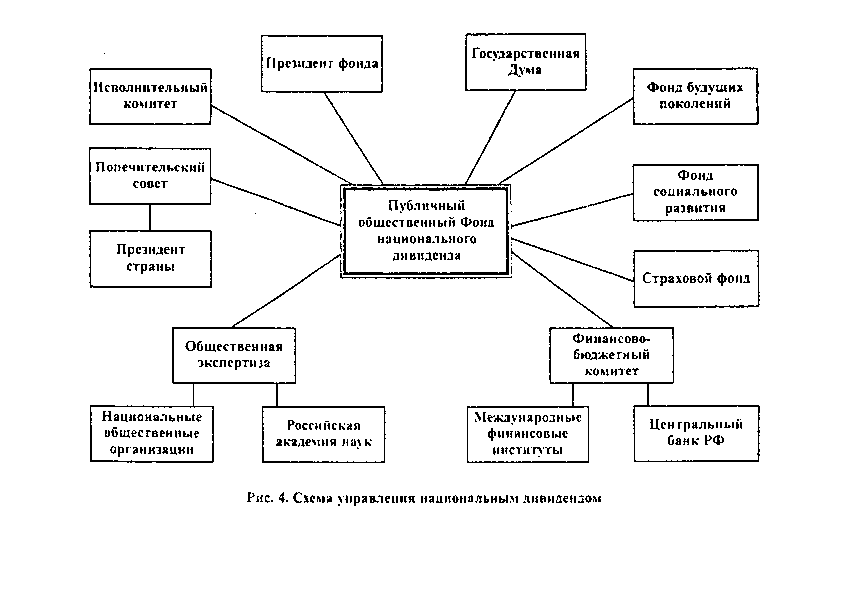 Президент фонда
Государственная
Дума
Исполнительный
комитет
Фонд будущих
поколений
Попечительский
совет
Фонд
социального
развития
Публичный
общественный Фонд
национального
дивиденда
Президент
страны
Страховой фонд
Общественная
экспертиза
Финансово-
бюджетный
комитет
Национальные
общественные
организации
Российская
академия наук
Международные
финансовые
институты
Центральный
банк РФ
Рис. 4. Схема управления национальным дивидендом